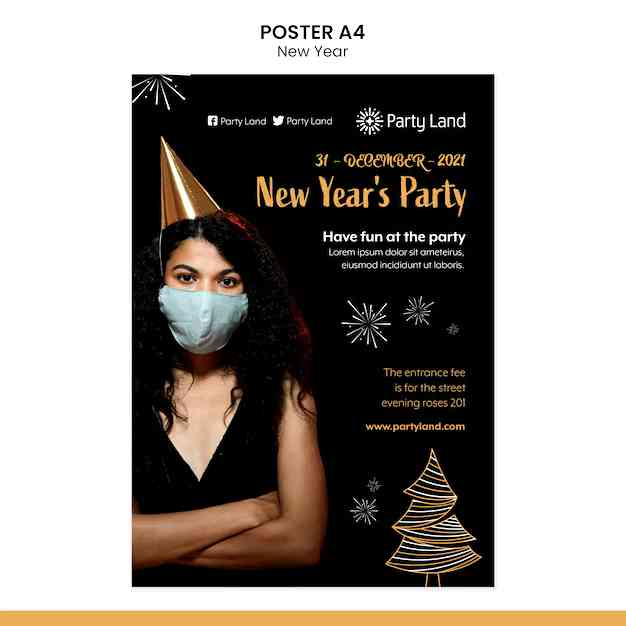 POSTER A4
New Year
Party Land Party Land Party Land
31 - DECEMBER - 2021
New Year's Party
Have fun at the party
Lorem ipsum dolor sit ameteirus,
eiusmod incididunt ut laboris.
The entrance fee
is for the street
evening roses 201
www.partyland.com